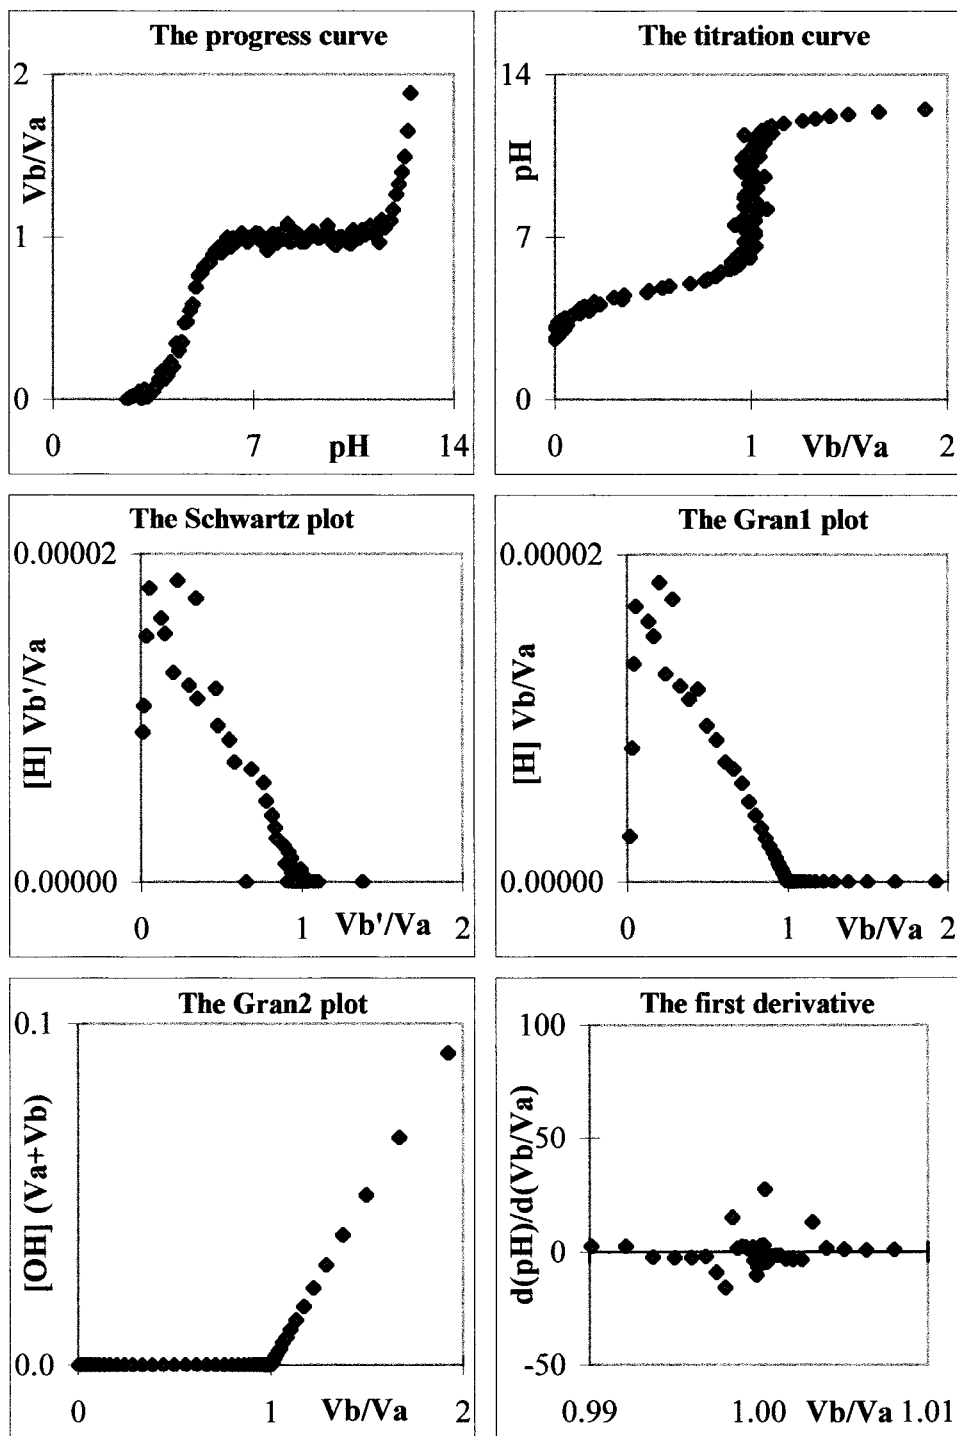 The progress curve
2
1
0
Vb/Va
0
7
pH
14
The titration curve
14
7
0
pH
0
1
Vb/Va
2
The Schwartz plot
0.00002
0.00000
[H] Vb'/Va
0
1
Vb'/Va
2
The Gran1 plot
0.00002
0.00000
[H] Vb/Va
0
1
Vb/Va
2
The Gran2 plot
0.1
0.0
[OH] (Va+Vb)
0
1
Vb/Va
2
The first derivative
100
50
0
-50
d(pH)/d(Vb/Va)
0.99
1.00
Vb/Va
1.01